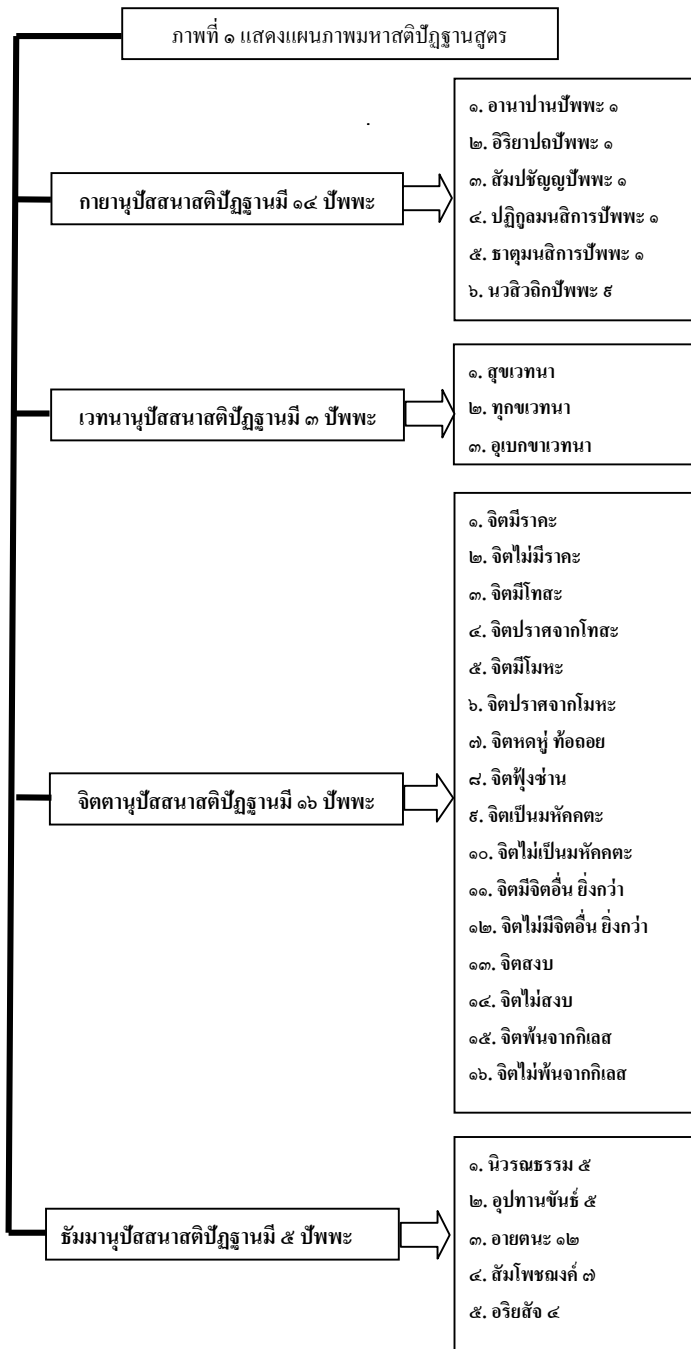 ภาพที่ ๑ แสดงแผนภาพมหาสติปัฏฐานสูตร
๑. อานาปานปัพพะ ๑
๒. อิริยาปถปัพพะ ๑
๓. สัมปชัญญปัพพะ ๑
๔. ปฏิกูลมนสิการปัพพะ ๑
๕. ธาตุมนสิการปัพพะ ๑
๖. นวสิวถิกปัพพะ ๙
กายานุปัสสนาสติปัฏฐานมี ๑๔ ปัพพะ
๑. สุขเวทนา
๒. ทุกขเวทนา
๓. อุเบกขาเวทนา
เวทนานุปัสสนาสติปัฏฐานมี ๓ ปัพพะ
๑. จิตมีราคะ
๒. จิตไม่มีราคะ
๓. จิตมีโทสะ
๔. จิตปราศจากโทสะ
๕. จิตมีโมหะ
๖. จิตปราศจากโมหะ
๗. จิตหดหู่ ท้อถอย
๘. จิตฟุ้งซ่าน
๙. จิตเป็นมหัคคตะ
๑๐. จิตไม่เป็นมหัคคตะ
๑๑. จิตมีจิตอื่น ยิ่งกว่า
๑๒. จิตไม่มีจิตอื่น ยิ่งกว่า
๑๓. จิตสงบ
๑๔. จิตไม่สงบ
๑๕. จิตพ้นจากกิเลส
๑๖. จิตไม่พ้นจากกิเลส
จิตตานุปัสสนาสติปัฏฐานมี ๑๖ ปัพพะ
๑. นิวรณธรรม ๕
๒. อุปทานขันธ์ ๕
๓. อายตนะ ๑๒
๔. สัมโพชฌงค์ ๗
๕. อริยสัจ ๔
ธัมมานุปัสสนาสติปัฏฐานมี ๕ ปัพพะ